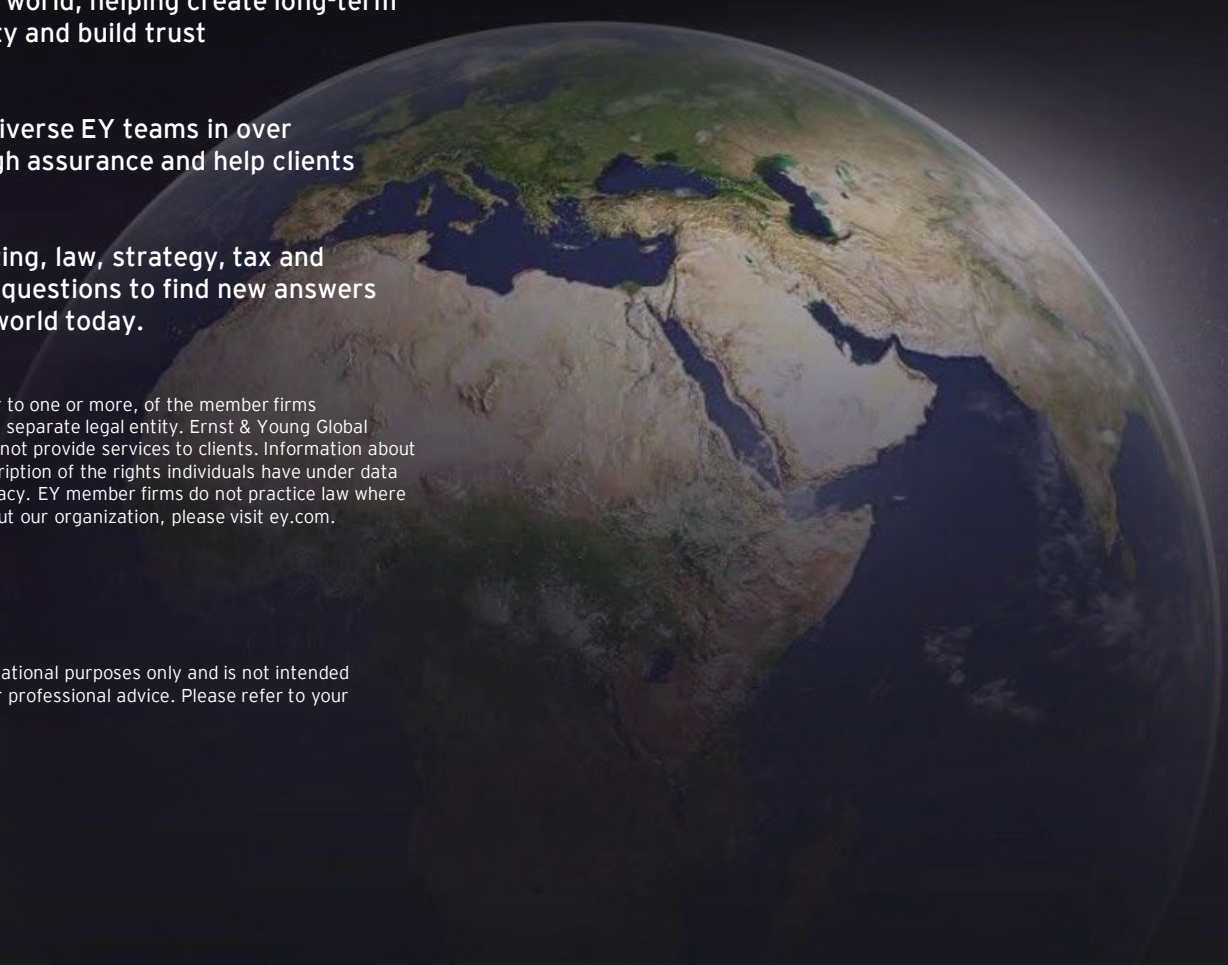 world, helping create long-term
ty and build trust
iverse EY teams in over
gh assurance and help clients
ing, law, strategy, tax and
questions to find new answers
world today.
r to one or more, of the member firms
separate legal entity. Ernst & Young Global
not provide services to clients. Information about
ription of the rights individuals have under data
acy. EY member firms do not practice law where
ut our organization, please visit ey.com.
ational purposes only and is not intended
r professional advice. Please refer to your